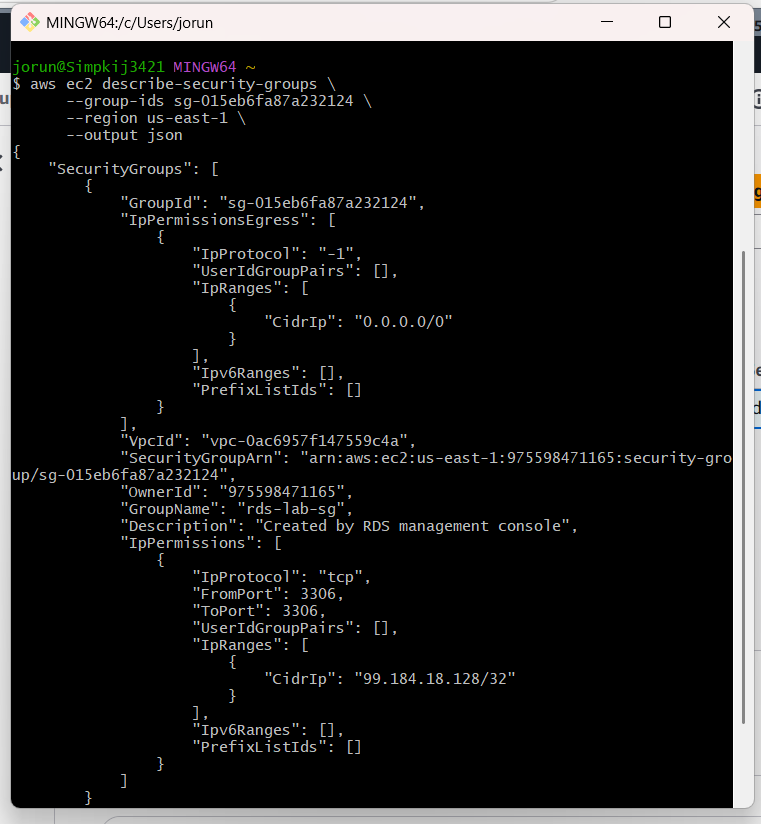 MINGW64:/c/Users/jorun
jorun@Simpkij3421 MINGW64 ~
$ aws ec2 describe-security-groups \
      --group-ids sg-015eb6fa87a232124 \
      --region us-east-1 \
      --output json
{
    "SecurityGroups": [
        {
            "GroupId": "sg-015eb6fa87a232124",
            "IpPermissionsEgress": [
                {
                    "IpProtocol": "-1",
                    "UserIdGroupPairs": [],
                    "IpRanges": [
                        {
                            "CidrIp": "0.0.0.0/0"
                        }
                    ],
                    "Ipv6Ranges": [],
                    "PrefixListIds": []
                }
            ],
            "VpcId": "vpc-0ac6957f147559c4a",
            "SecurityGroupArn": "arn:aws:ec2:us-east-1:975598471165:security-gro
up/sg-015eb6fa87a232124",
            "OwnerId": "975598471165",
            "GroupName": "rds-lab-sg",
            "Description": "Created by RDS management console",
            "IpPermissions": [
                {
                    "IpProtocol": "tcp",
                    "FromPort": 3306,
                    "ToPort": 3306,
                    "UserIdGroupPairs": [],
                    "IpRanges": [
                        {
                            "CidrIp": "99.184.18.128/32"
                        }
                    ],
                    "Ipv6Ranges": [],
                    "PrefixListIds": []
                }
            ]
        }